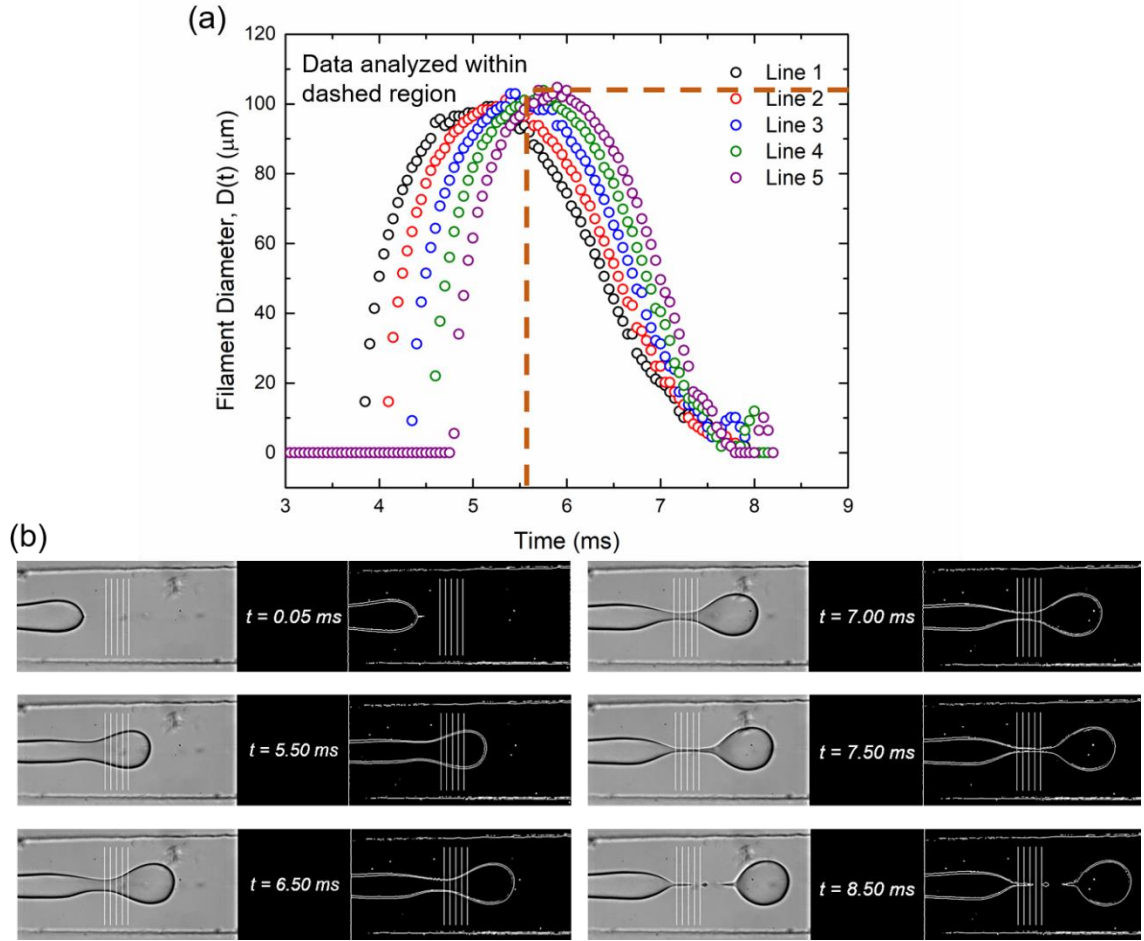 (a)
120
100
80
60
40
20
0
Filament Diameter, D(t) (μm)
Data analyzed within
dashed region
Line 1
Line 2
Line 3
Line 4
Line 5
3 4 5 6 7 8 9
Time (ms)
(b)
t = 0.05 ms
t = 7.00 ms
t = 5.50 ms
t = 7.50 ms
t = 6.50 ms
t = 8.50 ms